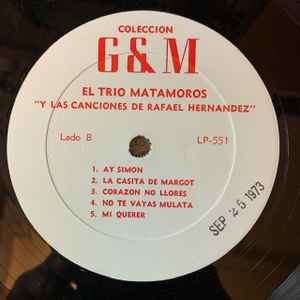 COLECCION
G & M
EL TRIO MATAMOROS
"Y LAS CANCIONES DE RAFAEL HERNANDEZ"
Lado B LP-551
1. AY SIMON
2. LA CASITA DE MARGOT
3. CORAZON NO LLORES
4. NO TE VAYAS MULATA
5. MI QUERER
SEP 25 1973